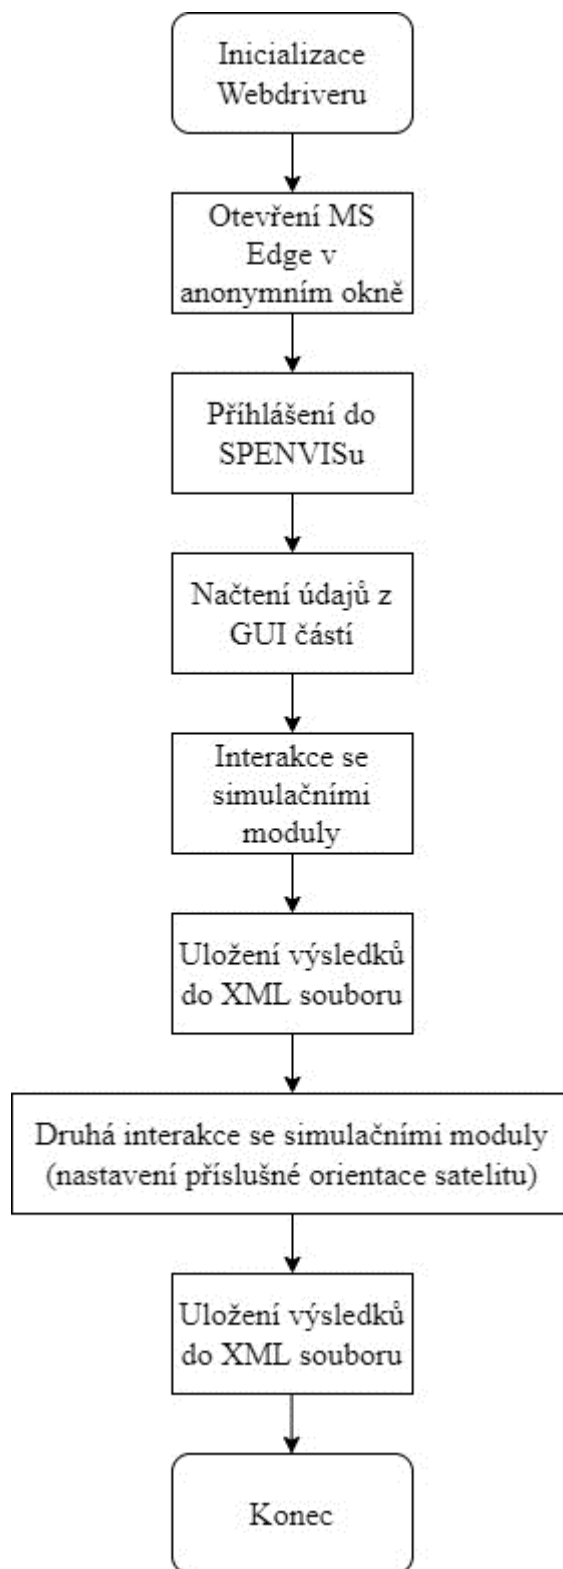 Inicializace
Webdriveru
Otevření MS
Edge v
anonymním okně
Příhlášení do
SPENVISu
Načtení údajů z
GUI částí
Interakce se
simulačními
moduly
Uložení výsledků
do XML souboru
Druhá interakce se simulačními moduly
(nastavení příslušné orientace satelitu)
Uložení výsledků
do XML souboru
Konec